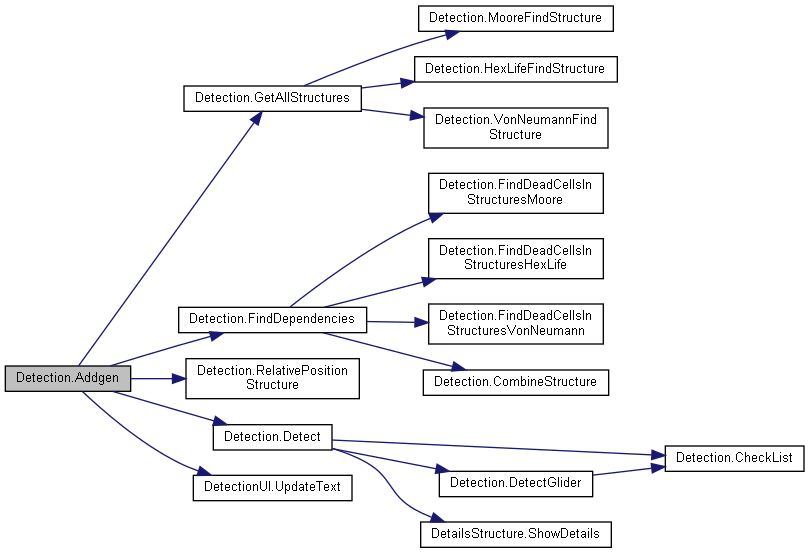 Detection.MooreFindStructure
Detection.HexLifeFindStructure
Detection.GetAllStructures
Detection.VonNeumannFind
Structure
Detection.FindDeadCellsIn
StructuresMoore
Detection.FindDeadCellsIn
StructuresHexLife
Detection.FindDependencies
Detection.FindDeadCellsIn
StructuresVonNeumann
Detection.Addgen
Detection.RelativePosition
Structure
Detection.CombineStructure
Detection.Detect
Detection.CheckList
DetectionUI.UpdateText
Detection.DetectGlider
DetailsStructure.ShowDetails